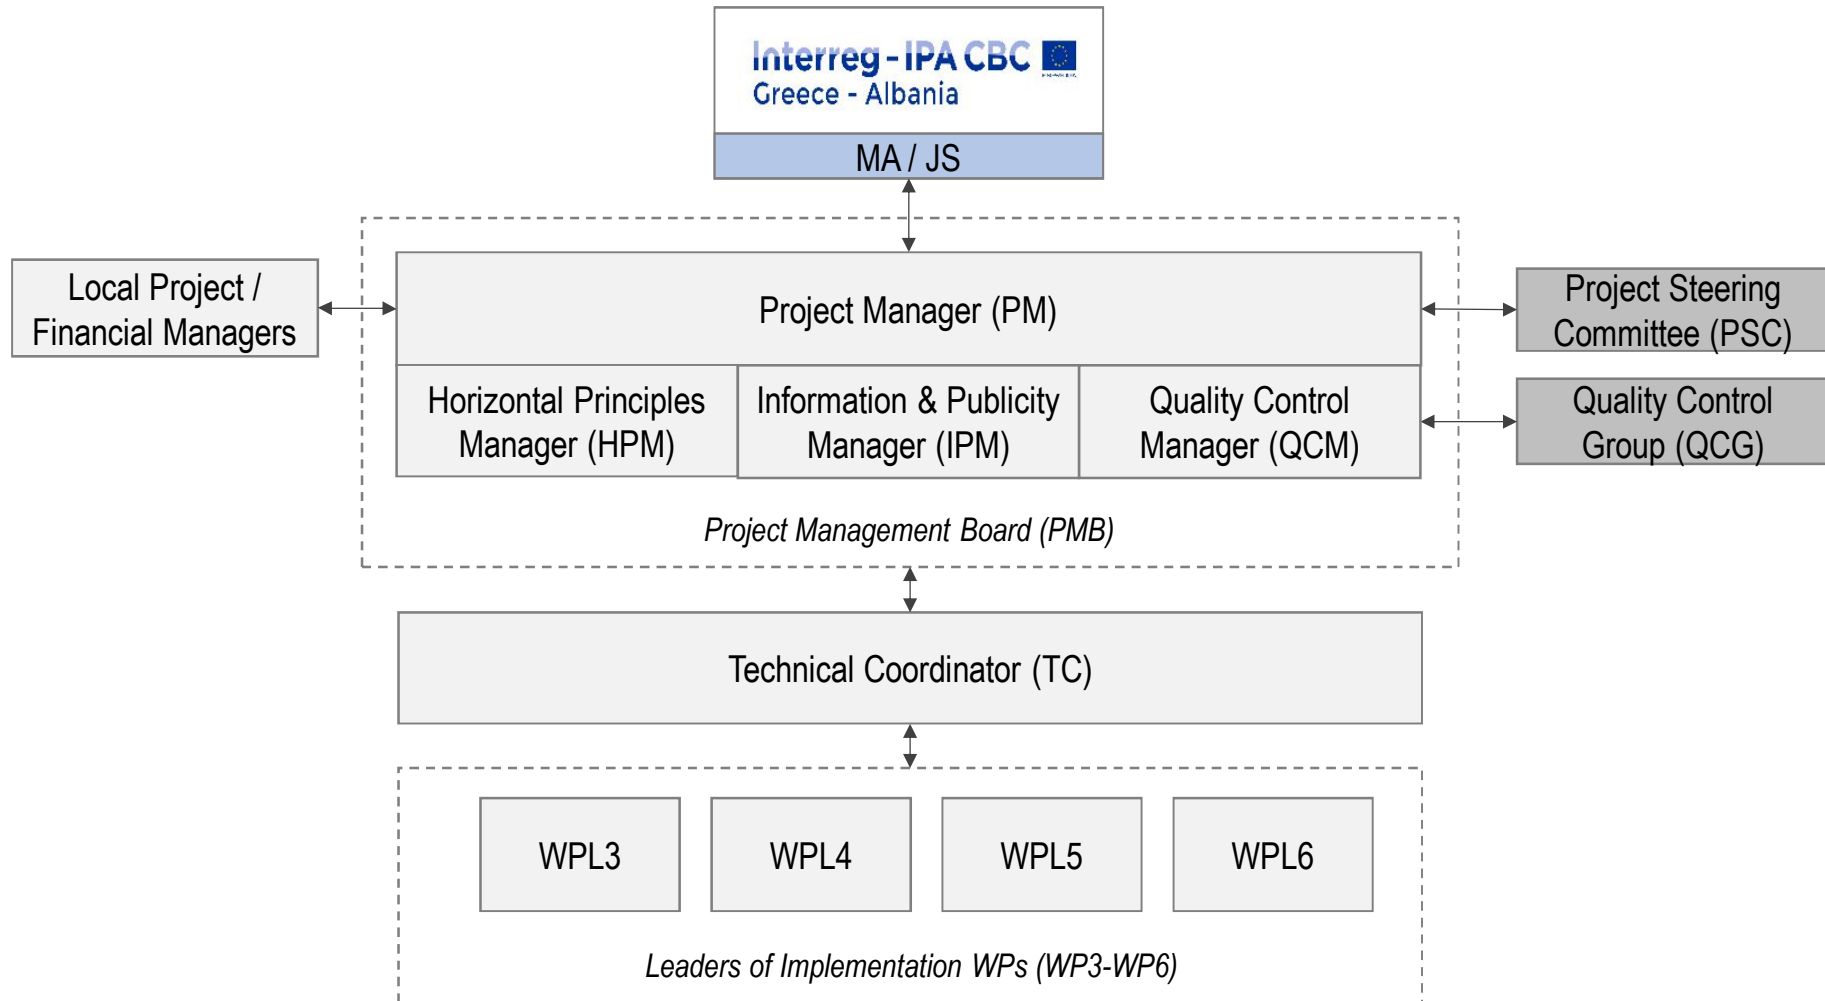 Interreg - IPA CBC
Greece - Albania
MA / JS
Local Project /
Financial Managers
Project Manager (PM)
Project Steering
Committee (PSC)
Horizontal Principles
Manager (HPM)
Information & Publicity
Manager (IPM)
Quality Control
Manager (QCM)
Quality Control
Group (QCG)
Project Management Board (PMB)
Technical Coordinator (TC)
WPL3
WPL4
WPL5
WPL6
Leaders of Implementation WPs (WP3-WP6)